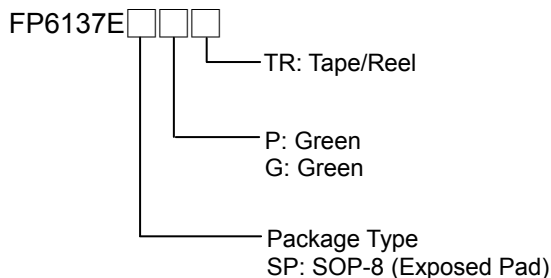 FP6137E□□□
TR: Tape/Reel
P: Green
G: Green
Package Type
SP: SOP-8 (Exposed Pad)